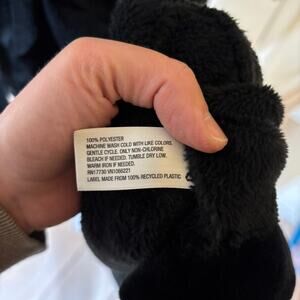 100% POLYESTER
MACHINE WASH COLD WITH LIKE COLORS.
GENTLE CYCLE. ONLY NON-CHLORINE
BLEACH IF NEEDED. TUMBLE DRY LOW.
WARM IRON IF NEEDED.
RN17730 VN1066221
LABEL MADE FROM 100% RECYCLED PLASTIC